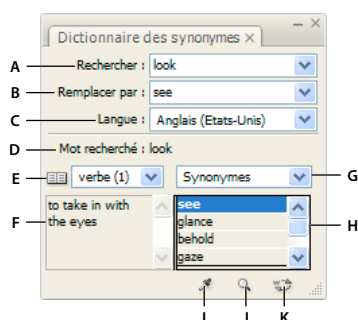 Dictionnaire des synonymes ×
A Rechercher : look
B Remplacer par : see
C Langue : Anglais (Etats-Unis)
D Mot recherché : look
E verbe (1) Synonymes G
F to take in with the eyes
see
glance
behold
gaze
H
I J K